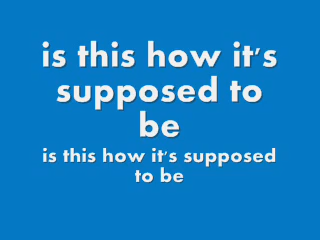 is this how it's
supposed to
be
is this how it's supposed
to be